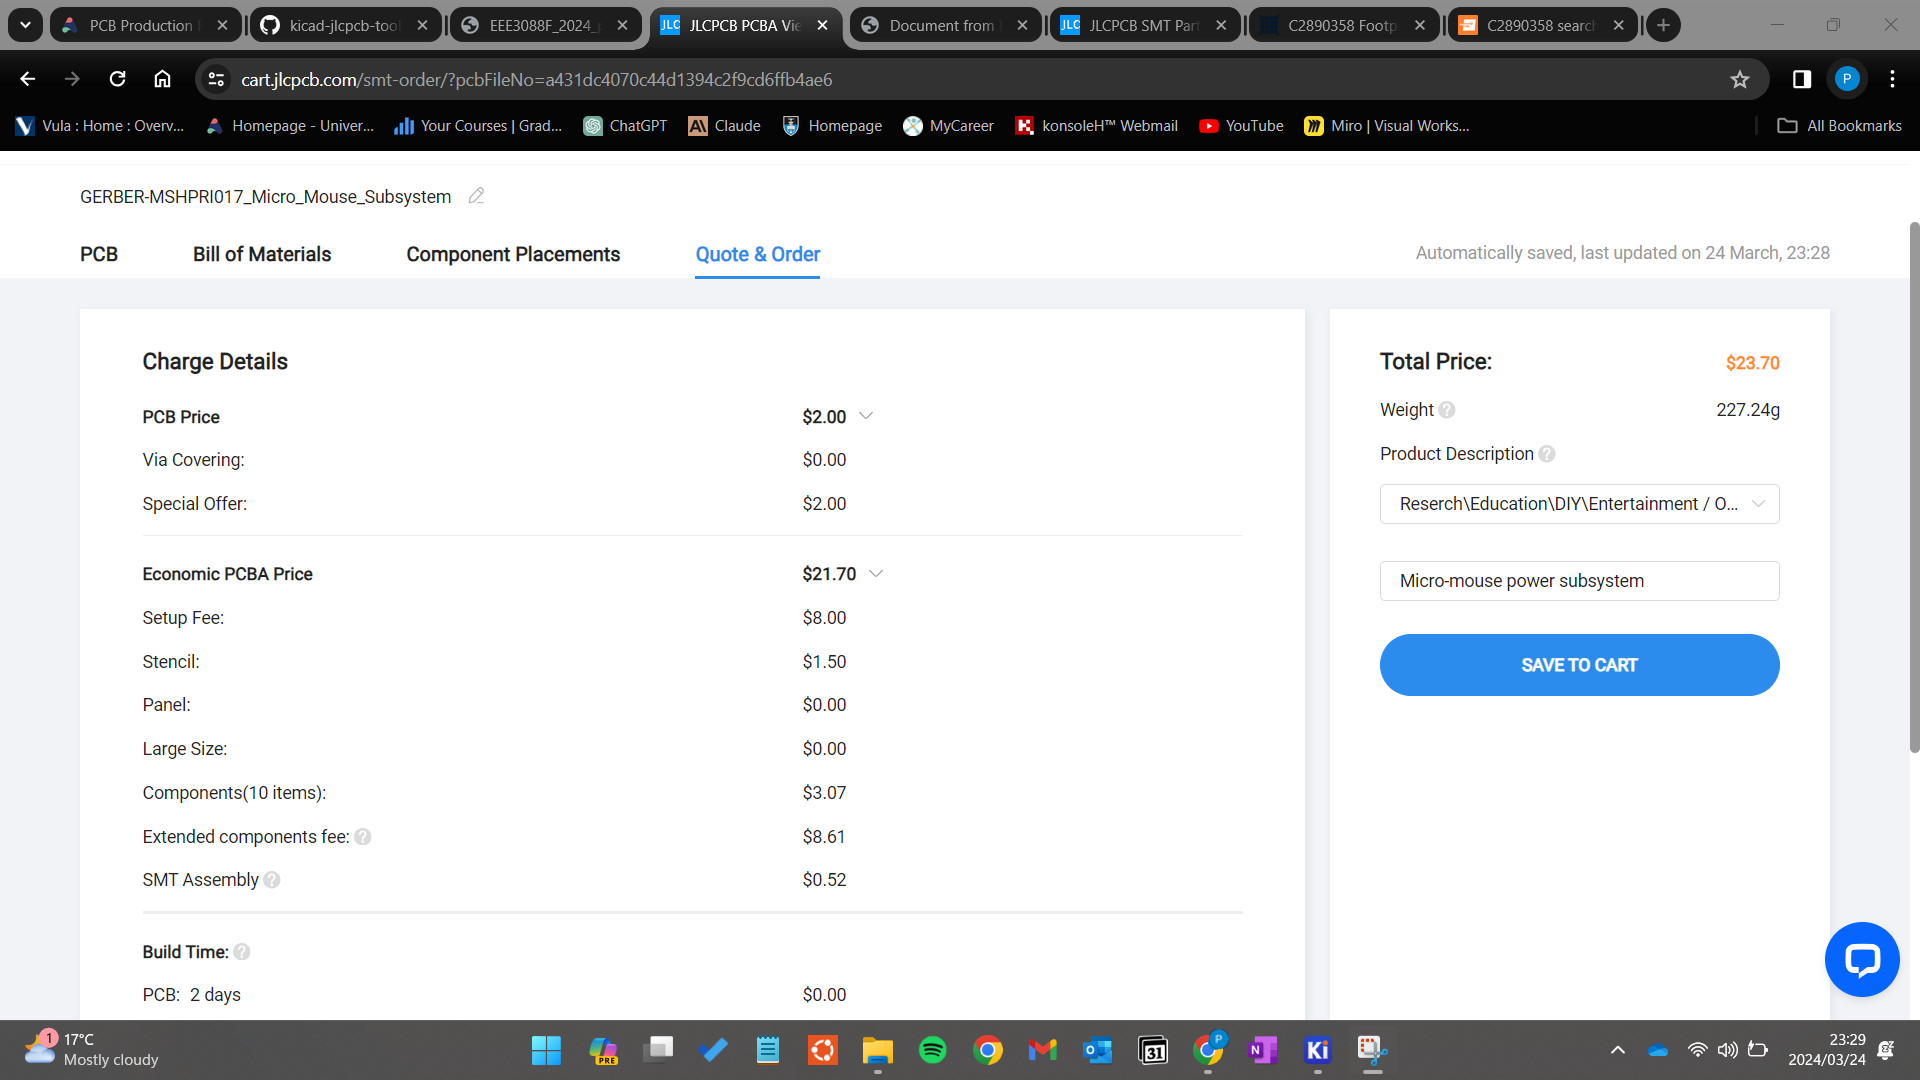 PCB Production
kicad-jlcpcb-tool
EEE3088F_2024_
JLCPCB PCBA Vie
Document from
JLCPCB SMT Part
C2890358 Footp
C2890358 search
cart.jlcpcb.com/smt-order/?pcbFileNo=a431dc4070c44d1394c2f9cd6ffb4ae6
P
Vula : Home : Overv...
Homepage - Univer...
Your Courses | Grad...
ChatGPT
Claude
Homepage
MyCareer
konsoleH™ Webmail
YouTube
Miro | Visual Works...
All Bookmarks
GERBER-MSHPRI017_Micro_Mouse_Subsystem
PCB
Bill of Materials
Component Placements
Quote & Order
Automatically saved, last updated on 24 March, 23:28
Charge Details
PCB Price $2.00
Via Covering: $0.00
Special Offer: $2.00
Economic PCBA Price $21.70
Setup Fee: $8.00
Stencil: $1.50
Panel: $0.00
Large Size: $0.00
Components(10 items): $3.07
Extended components fee: ? $8.61
SMT Assembly ? $0.52
Build Time: ?
PCB: 2 days $0.00
Total Price: $23.70
Weight ? 227.24g
Product Description ?
Reserch\Education\DIY\Entertainment / O...
Micro-mouse power subsystem
SAVE TO CART
1
17°C
Mostly cloudy
PRE
31
P
Ki
23:29
2024/03/24